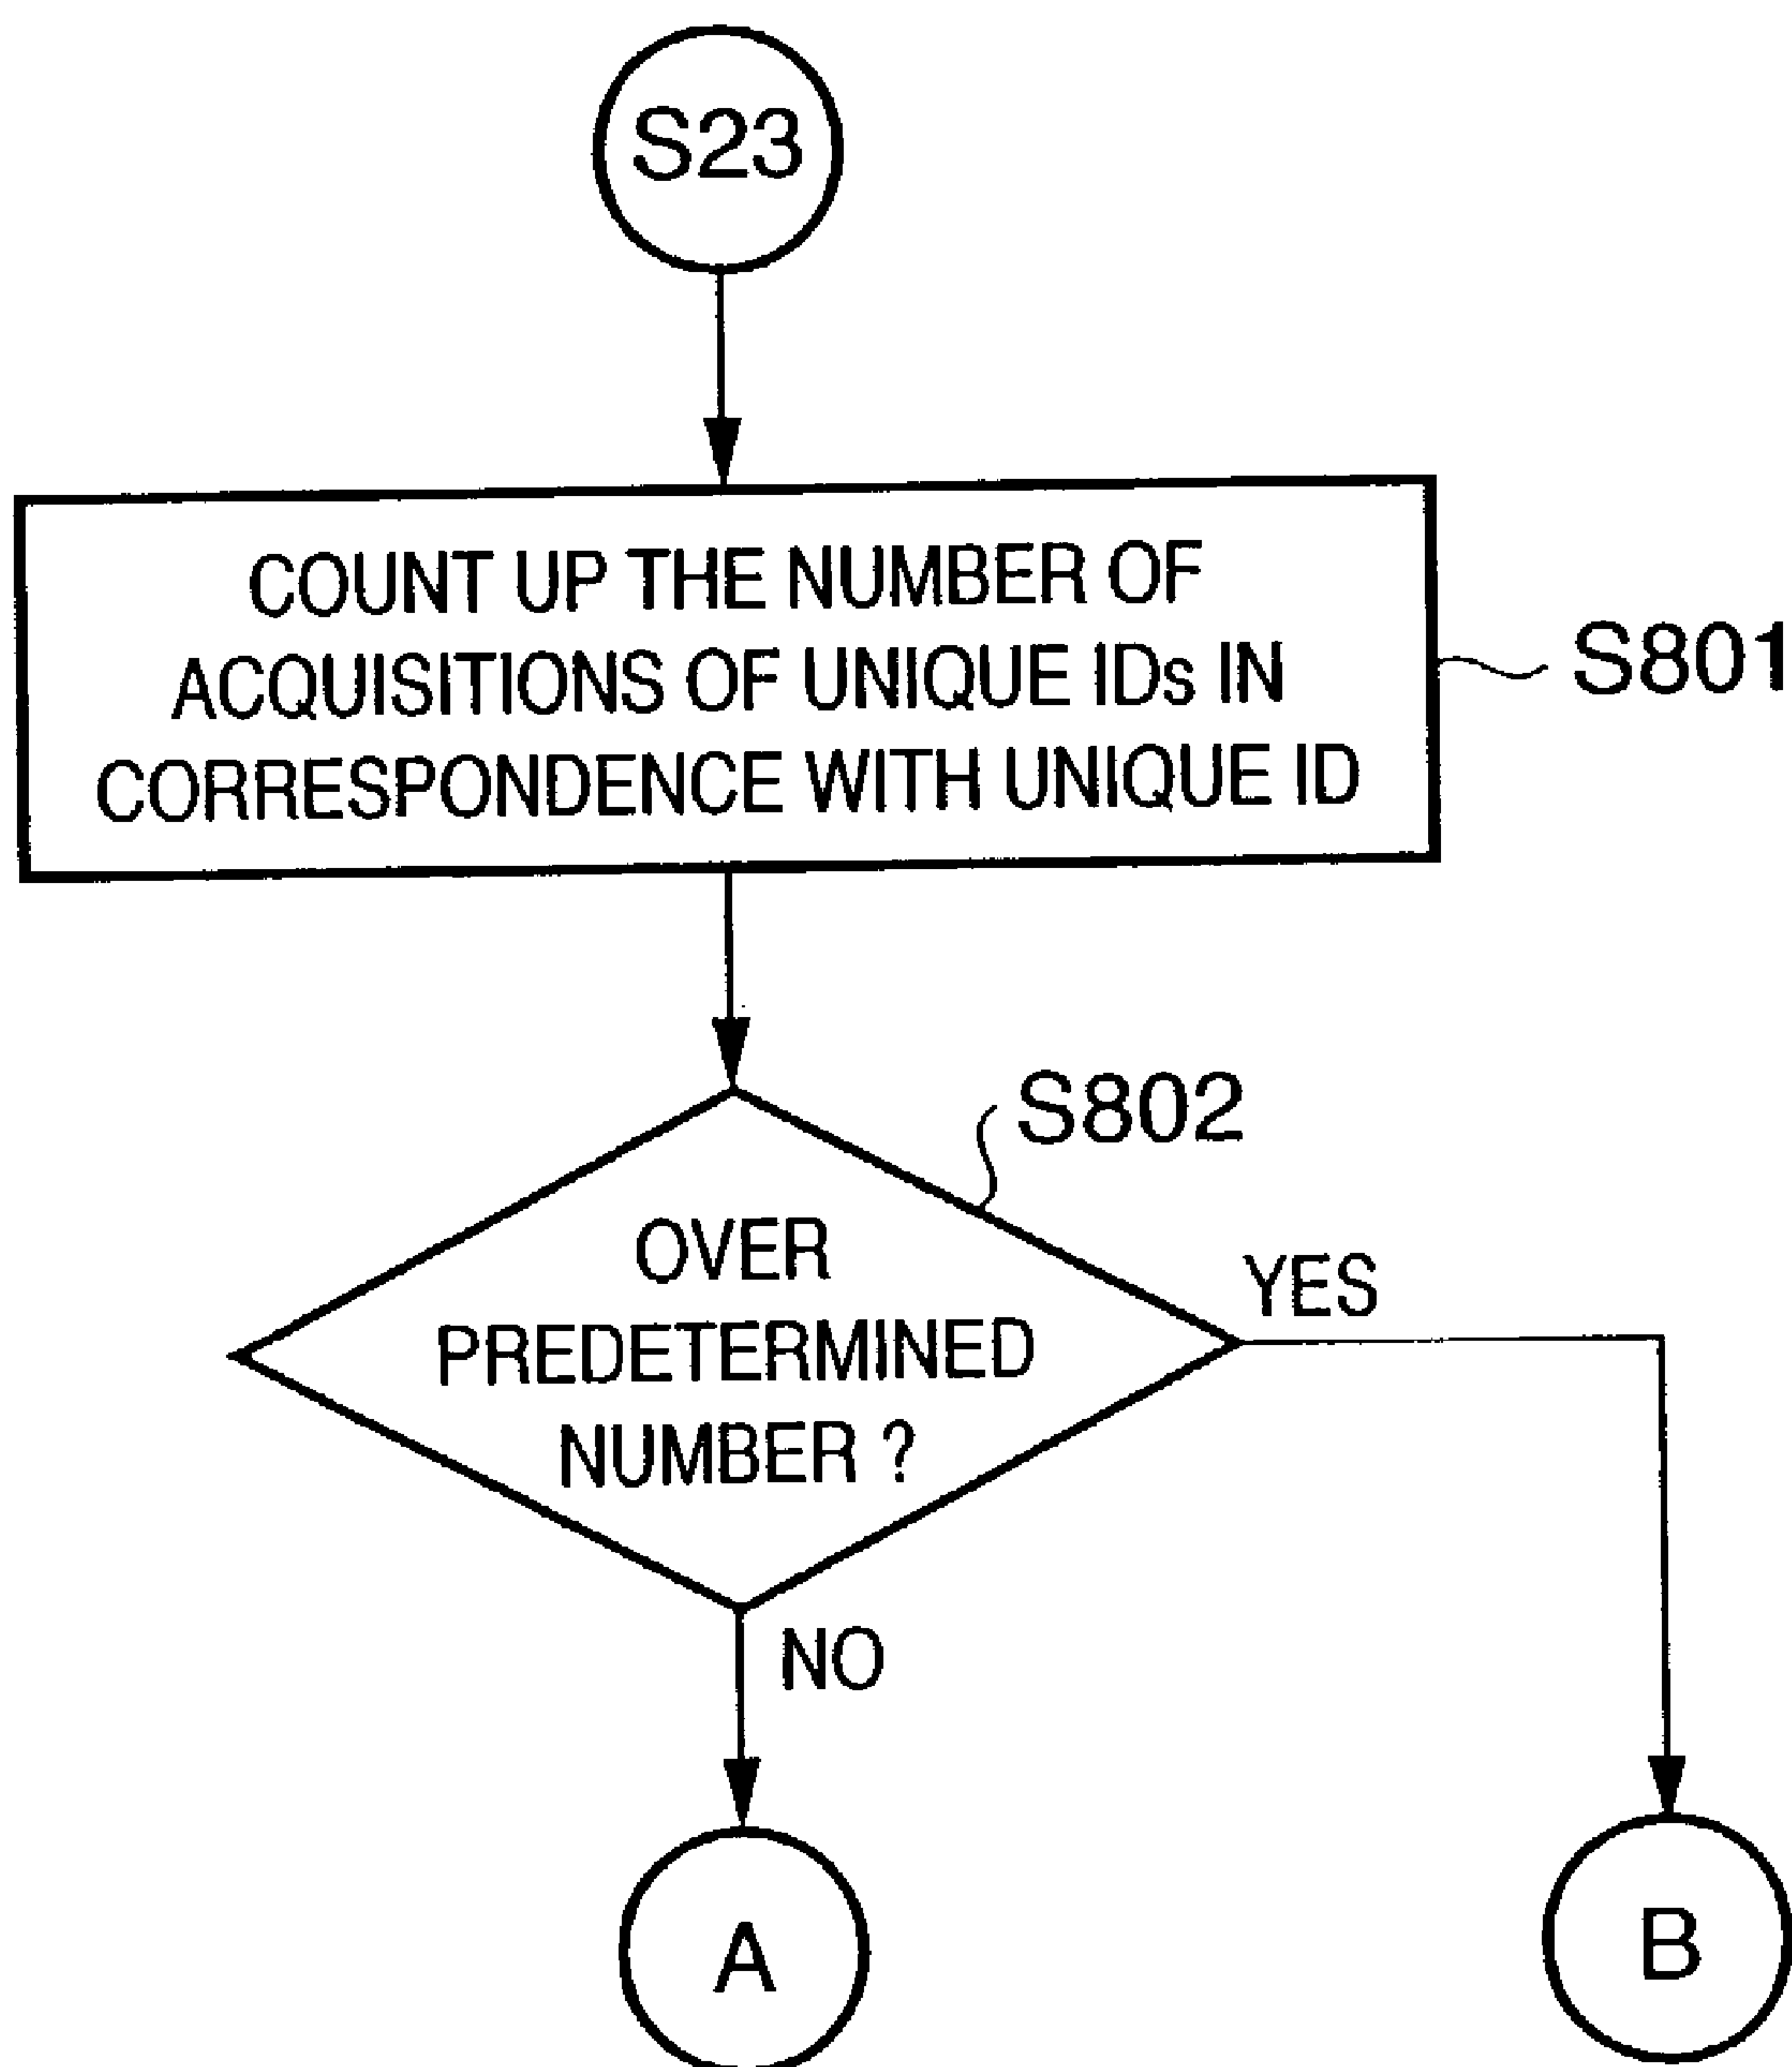 S23
COUNT UP THE NUMBER OF
ACQUISITIONS OF UNIQUE IDs IN
CORRESPONDENCE WITH UNIQUE ID
S801
S802
OVER
PREDETERMINED
NUMBER ?
YES
NO
A
B